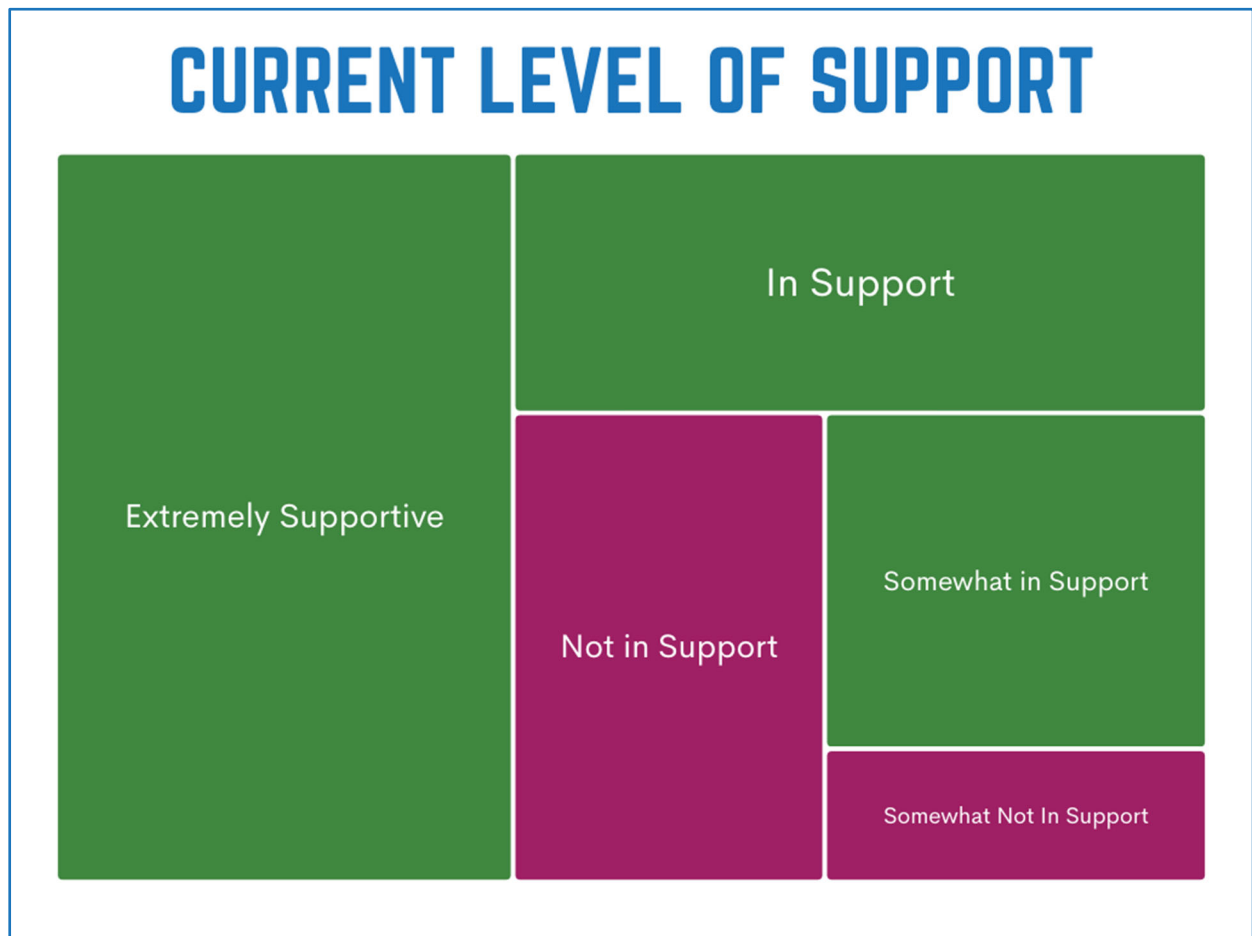 CURRENT LEVEL OF SUPPORT
In Support
Extremely Supportive
Somewhat in Support
Not in Support
Somewhat Not In Support